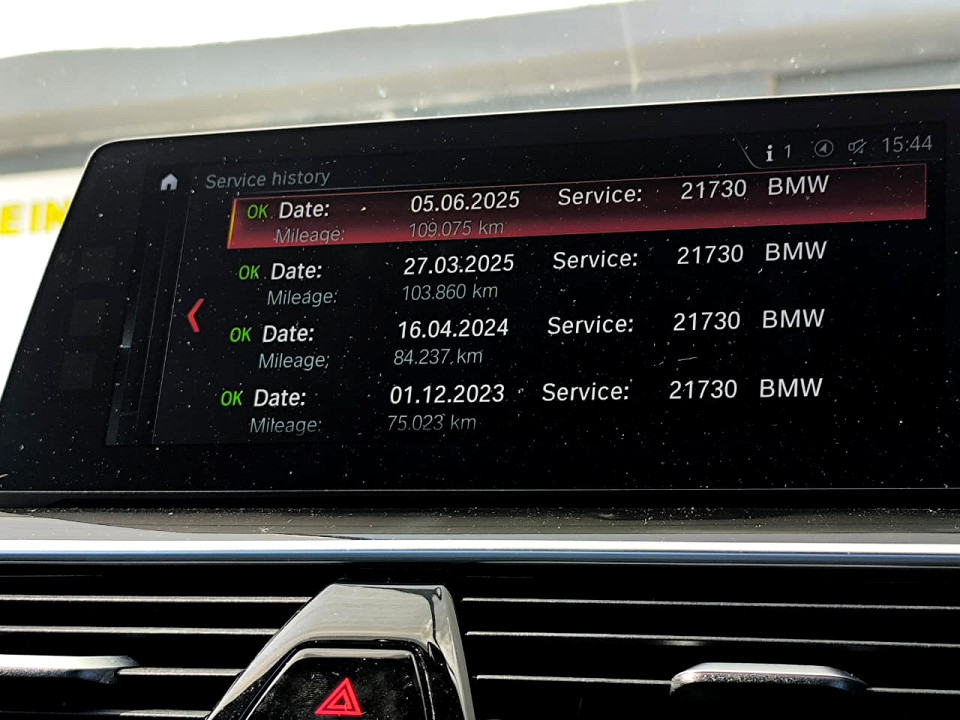 i 1 15:44
Service history
EIN
OK Date: 05.06.2025 Service: 21730 BMW
Mileage: 109.075 km
OK Date: 27.03.2025 Service: 21730 BMW
Mileage: 103.860 km
OK Date: 16.04.2024 Service: 21730 BMW
Mileage: 84.237 km
OK Date: 01.12.2023 Service: 21730 BMW
Mileage: 75.023 km